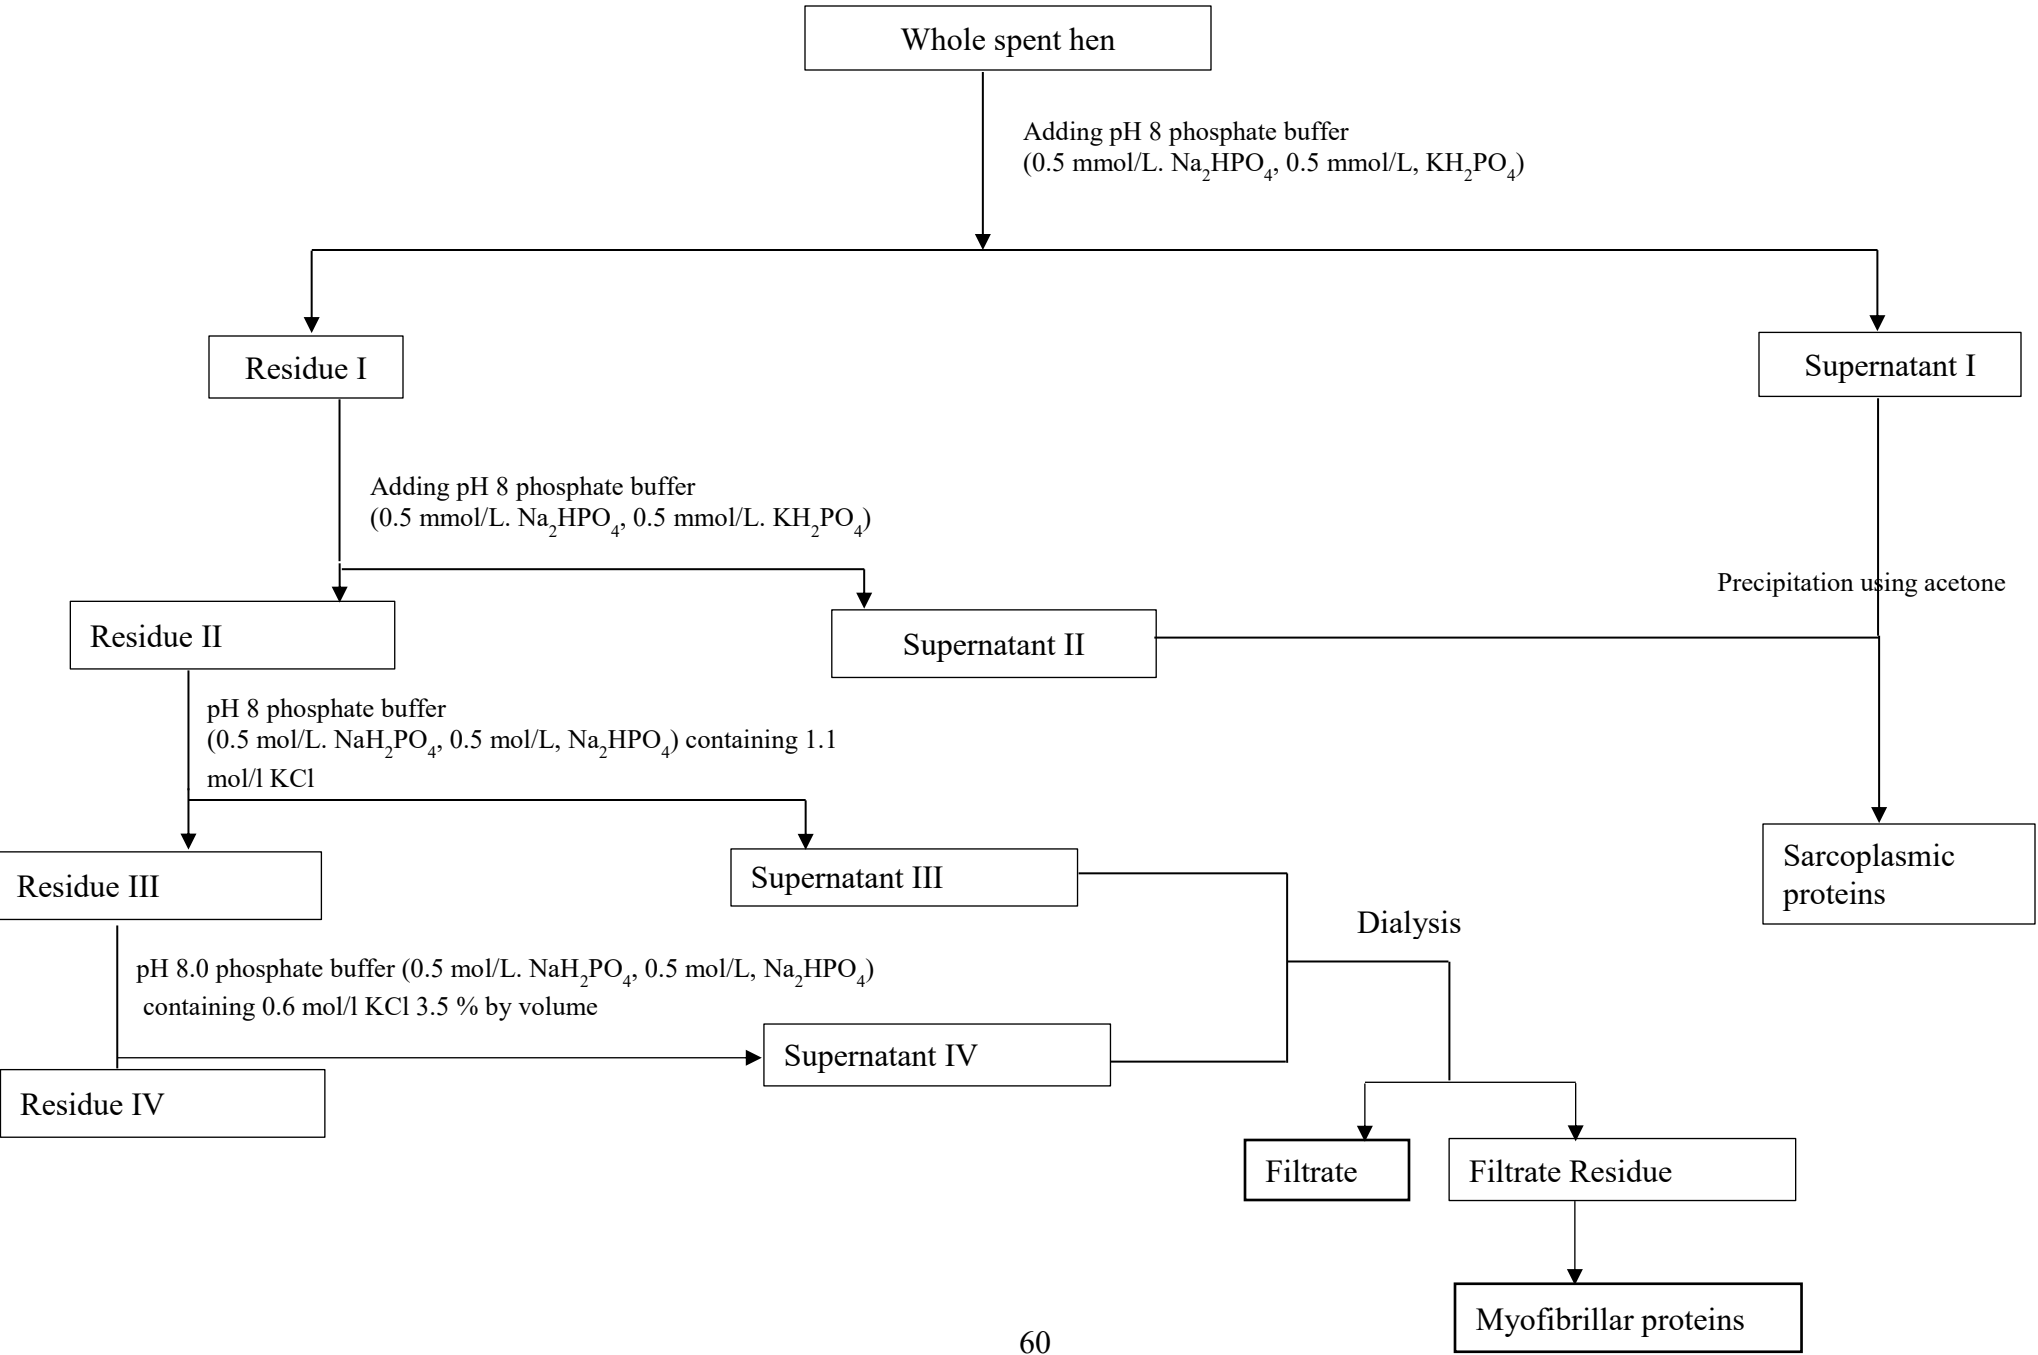 Whole spent hen
Adding pH 8 phosphate buffer
(0.5 mmol/L. Na₂HPO₄, 0.5 mmol/L, KH₂PO₄)
Residue I
Supernatant I
Adding pH 8 phosphate buffer
(0.5 mmol/L. Na₂HPO₄, 0.5 mmol/L. KH₂PO₄)
Precipitation using acetone
Residue II
Supernatant II
pH 8 phosphate buffer
(0.5 mol/L. NaH₂PO₄, 0.5 mol/L, Na₂HPO₄) containing 1.1
mol/l KCl
Residue III
Supernatant III
Sarcoplasmic
proteins
Dialysis
pH 8.0 phosphate buffer (0.5 mol/L. NaH₂PO₄, 0.5 mol/L, Na₂HPO₄)
containing 0.6 mol/l KCl 3.5 % by volume
Supernatant IV
Residue IV
Filtrate
Filtrate Residue
Myofibrillar proteins
60